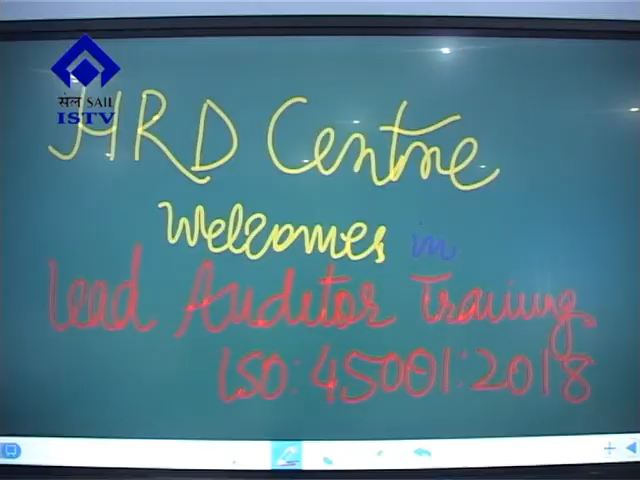 सेल SAIL
ISTV
HRD Centre
Welcomes in
Lead Auditor Training
ISO: 45001:2018